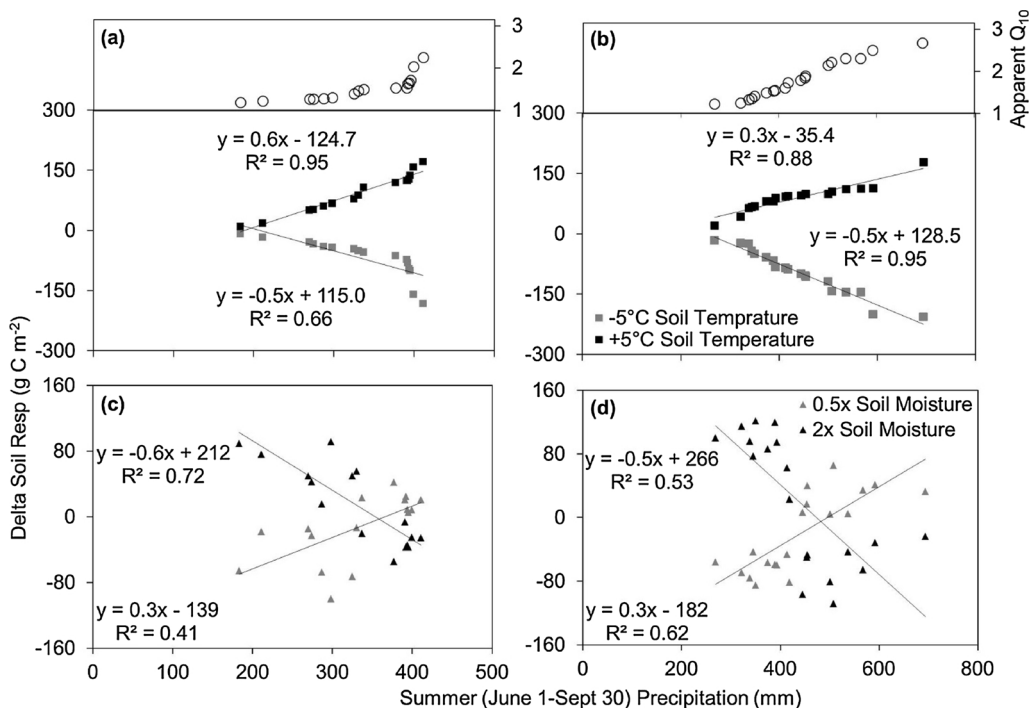 (a)
3
2
1
(b)
3
2
1
Apparent Q10
300
150
0
-150
-300
y = 0.6x - 124.7
R² = 0.95
y = -0.5x + 115.0
R² = 0.66
300
150
0
-150
-300
y = 0.3x - 35.4
R² = 0.88
y = -0.5x + 128.5
R² = 0.95
-5°C Soil Temprature
+5°C Soil Temperature
Delta Soil Resp (g C m-2)
(c)
160
80
0
-80
-160
y = -0.6x + 212
R² = 0.72
y = 0.3x - 139
R² = 0.41
0
100
200
300
400
500
(d)
160
80
0
-80
-160
0.5x Soil Moisture
2x Soil Moisture
y = -0.5x + 266
R² = 0.53
y = 0.3x - 182
R² = 0.62
0
200
400
600
800
Summer (June 1-Sept 30) Precipitation (mm)